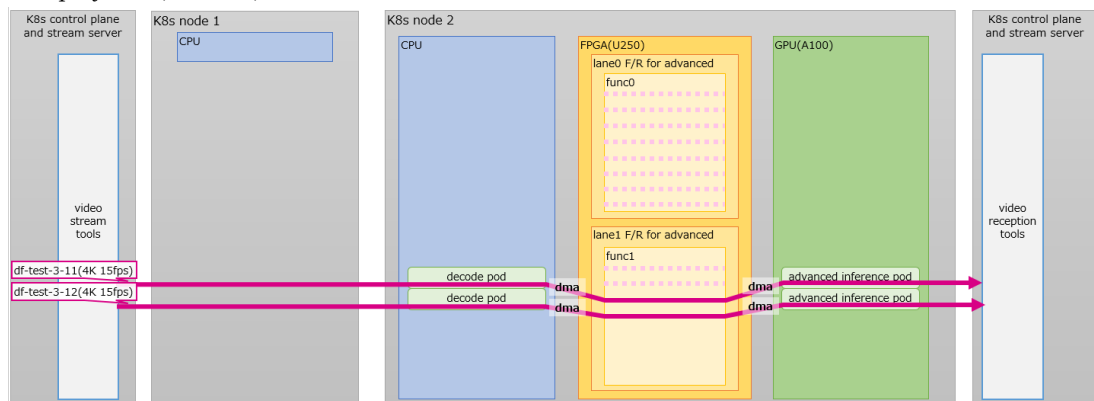 K8s control plane
and stream server
K8s node 1
K8s node 2
K8s control plane
and stream server
CPU
CPU
FPGA(U250)
GPU(A100)
lane0 F/R for advanced
func0
video
stream
tools
video
reception
tools
lane1 F/R for advanced
func1
df-test-3-11(4K 15fps)
decode pod
dma
dma
advanced inference pod
df-test-3-12(4K 15fps)
decode pod
dma
dma
advanced inference pod